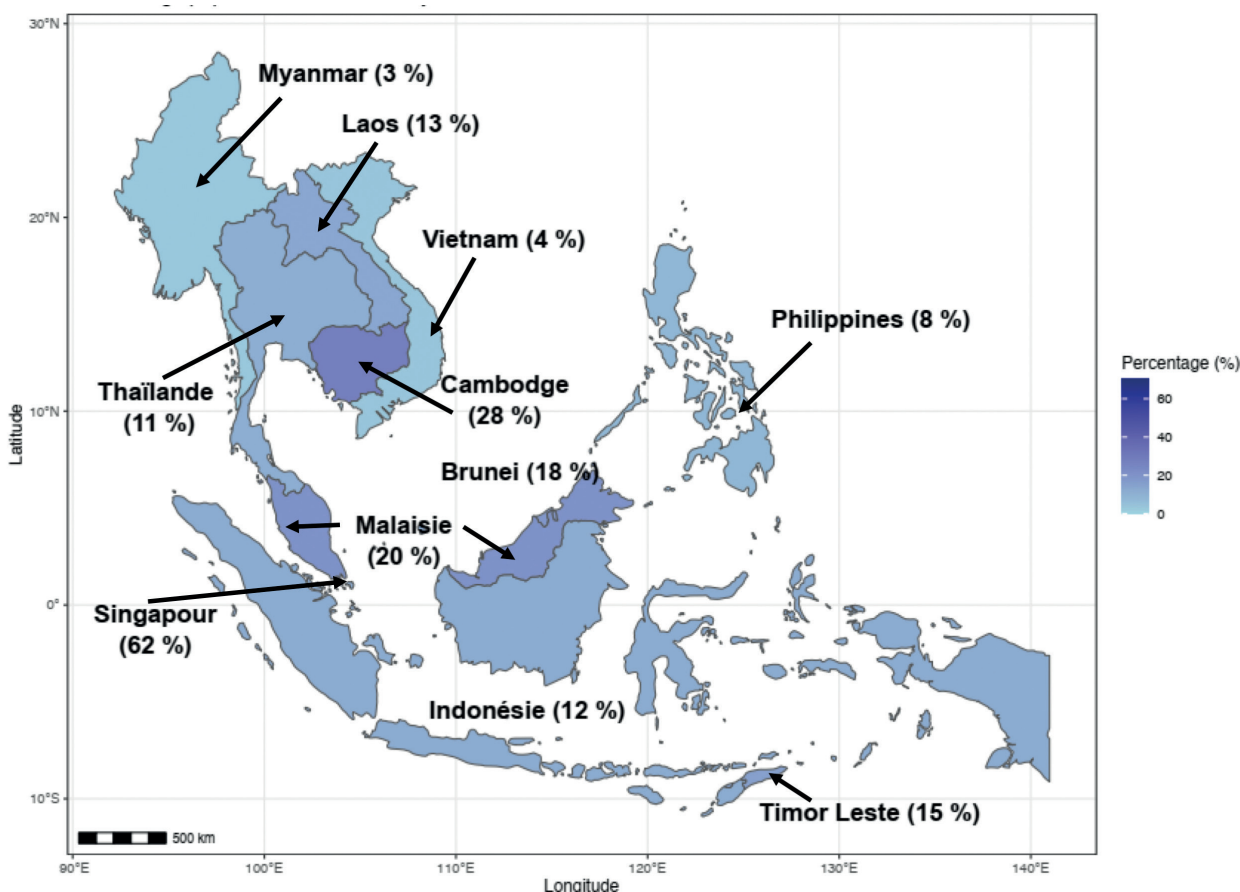 30°N
Myanmar (3 %)
Laos (13 %)
20°N
Vietnam (4 %)
Philippines (8 %)
Thaïlande
(11 %)
Cambodge
(28 %)
10°N
Brunei (18 %)
Malaisie
(20 %)
Singapour
(62 %)
0°
Indonésie (12 %)
10°S
Timor Leste (15 %)
500 km
90°E
100°E
110°E
120°E
130°E
140°E
Longitude
Latitude
Percentage (%)
60
40
20
0